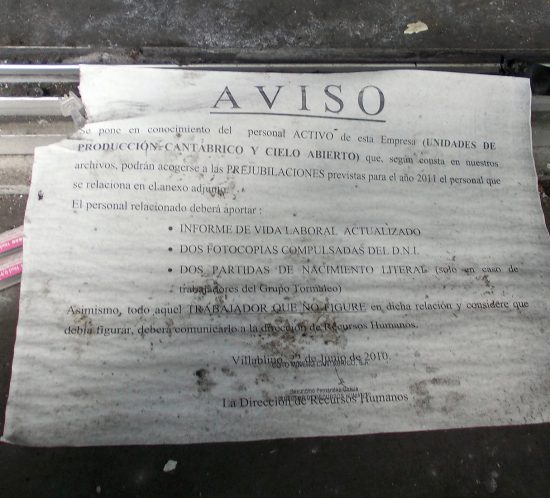 AVISO
Se pone en conocimiento del personal ACTIVO de esta Empresa (UNIDADES DE
PRODUCCIÓN CANTÁBRICO Y CIELO ABIERTO) que, según consta en nuestros
archivos, podrán acogerse a las PREJUBILACIONES previstas para el año 2011 el personal que
se relaciona en el anexo adjunto.
El personal relacionado deberá aportar :
• INFORME DE VIDA LABORAL ACTUALIZADO
• DOS FOTOCOPIAS COMPULSADAS DEL D.N.I.
• DOS PARTIDAS DE NACIMIENTO LITERAL (solo en caso de
trabajadores del Grupo Tormaleo)
Asimismo, todo aquel TRABAJADOR QUE NO FIGURE en dicha relación y considere que
debía figurar, deberá comunicarlo a la dirección de Recursos Humanos.
Villablino, de Junio de 2010.
La Dirección de Recursos Humanos